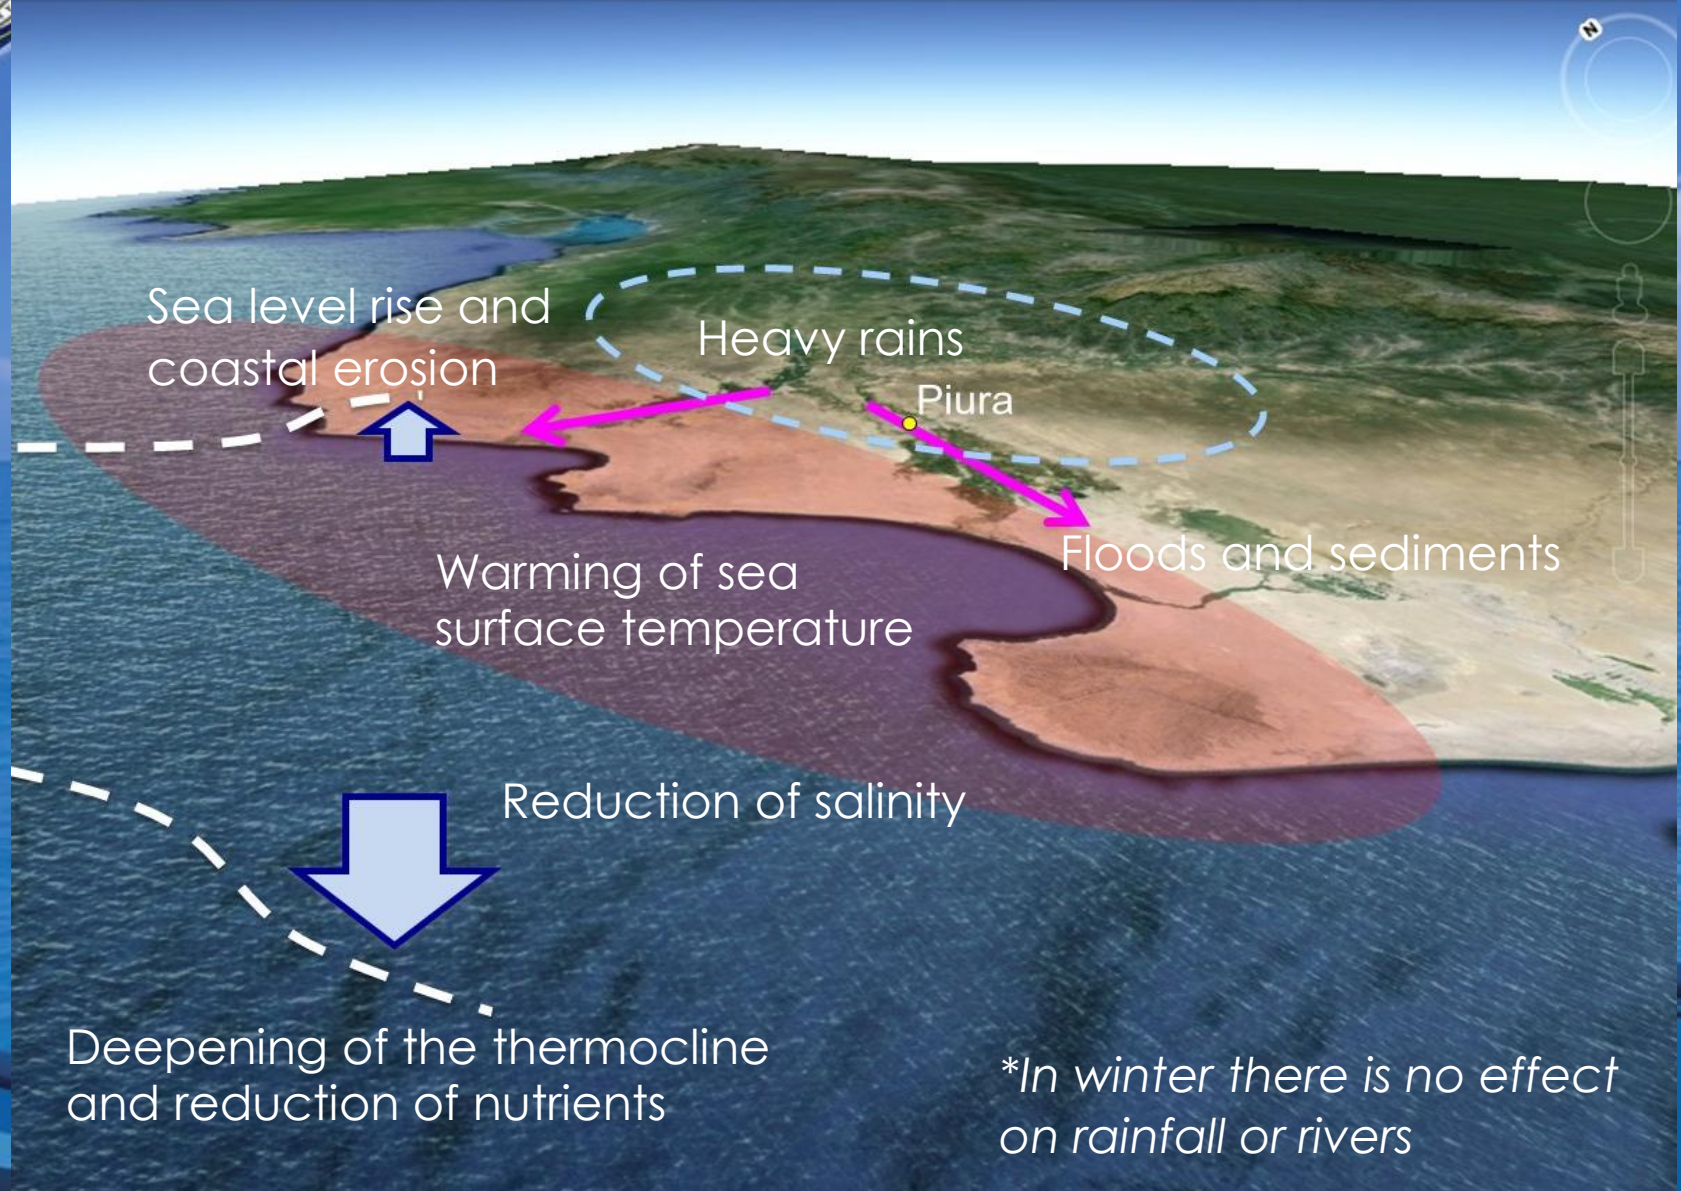 N
Sea level rise and
coastal erosion
Heavy rains
Piura
Floods and sediments
Warming of sea
surface temperature
Reduction of salinity
Deepening of the thermocline
and reduction of nutrients
*In winter there is no effect
on rainfall or rivers